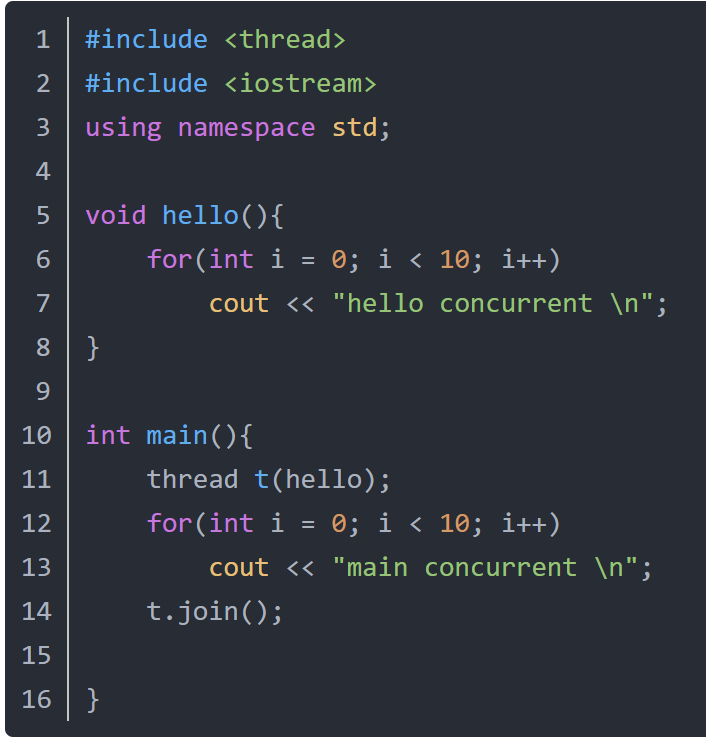 1 #include <thread>
2 #include <iostream>
3 using namespace std;
4
5 void hello(){
6     for(int i = 0; i < 10; i++)
7         cout << "hello concurrent \n";
8 }
9
10 int main(){
11     thread t(hello);
12     for(int i = 0; i < 10; i++)
13         cout << "main concurrent \n";
14     t.join();
15
16 }